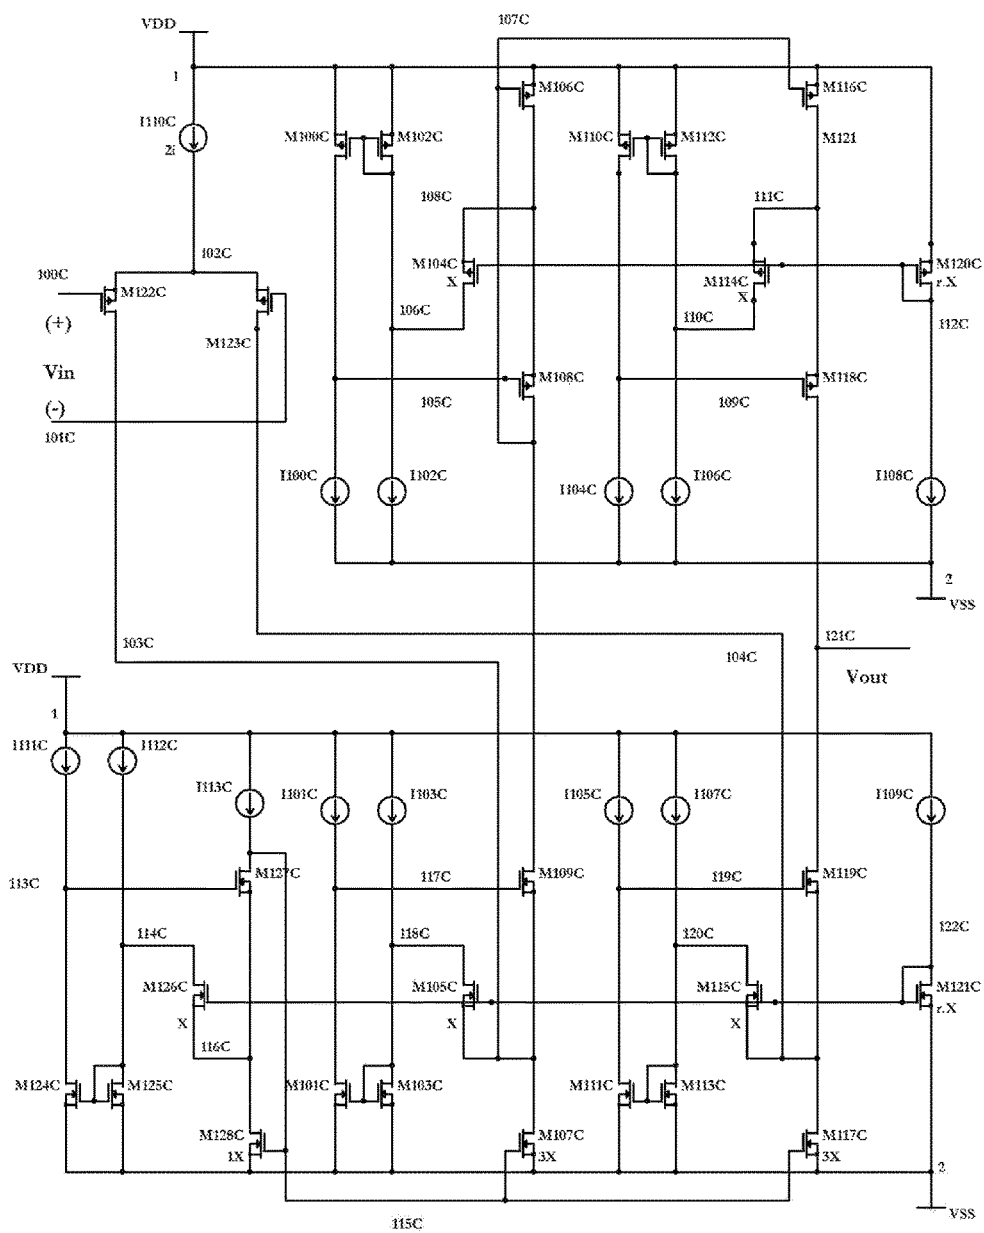 107C
VDD
1
I110C
2i
M106C
M116C
M100C
M102C
M110C
M112C
M121
108C
111C
102C
100C
M122C
M104C
X
M114C
X
M120C
r.X
(+)
106C
110C
112C
M123C
Vin
M108C
M118C
(-)
105C
109C
101C
I100C
I102C
I104C
I106C
I108C
2
VSS
103C
121C
104C
VDD
Vout
1
I111C
I112C
I113C
I101C
I103C
I105C
I107C
I109C
113C
M127C
117C
M109C
119C
M119C
114C
118C
120C
122C
M126C
X
M105C
X
M115C
X
M121C
r.X
116C
M124C
M125C
M101C
M103C
M111C
M113C
M128C
1X
M107C
3X
M117C
3X
2
115C
VSS